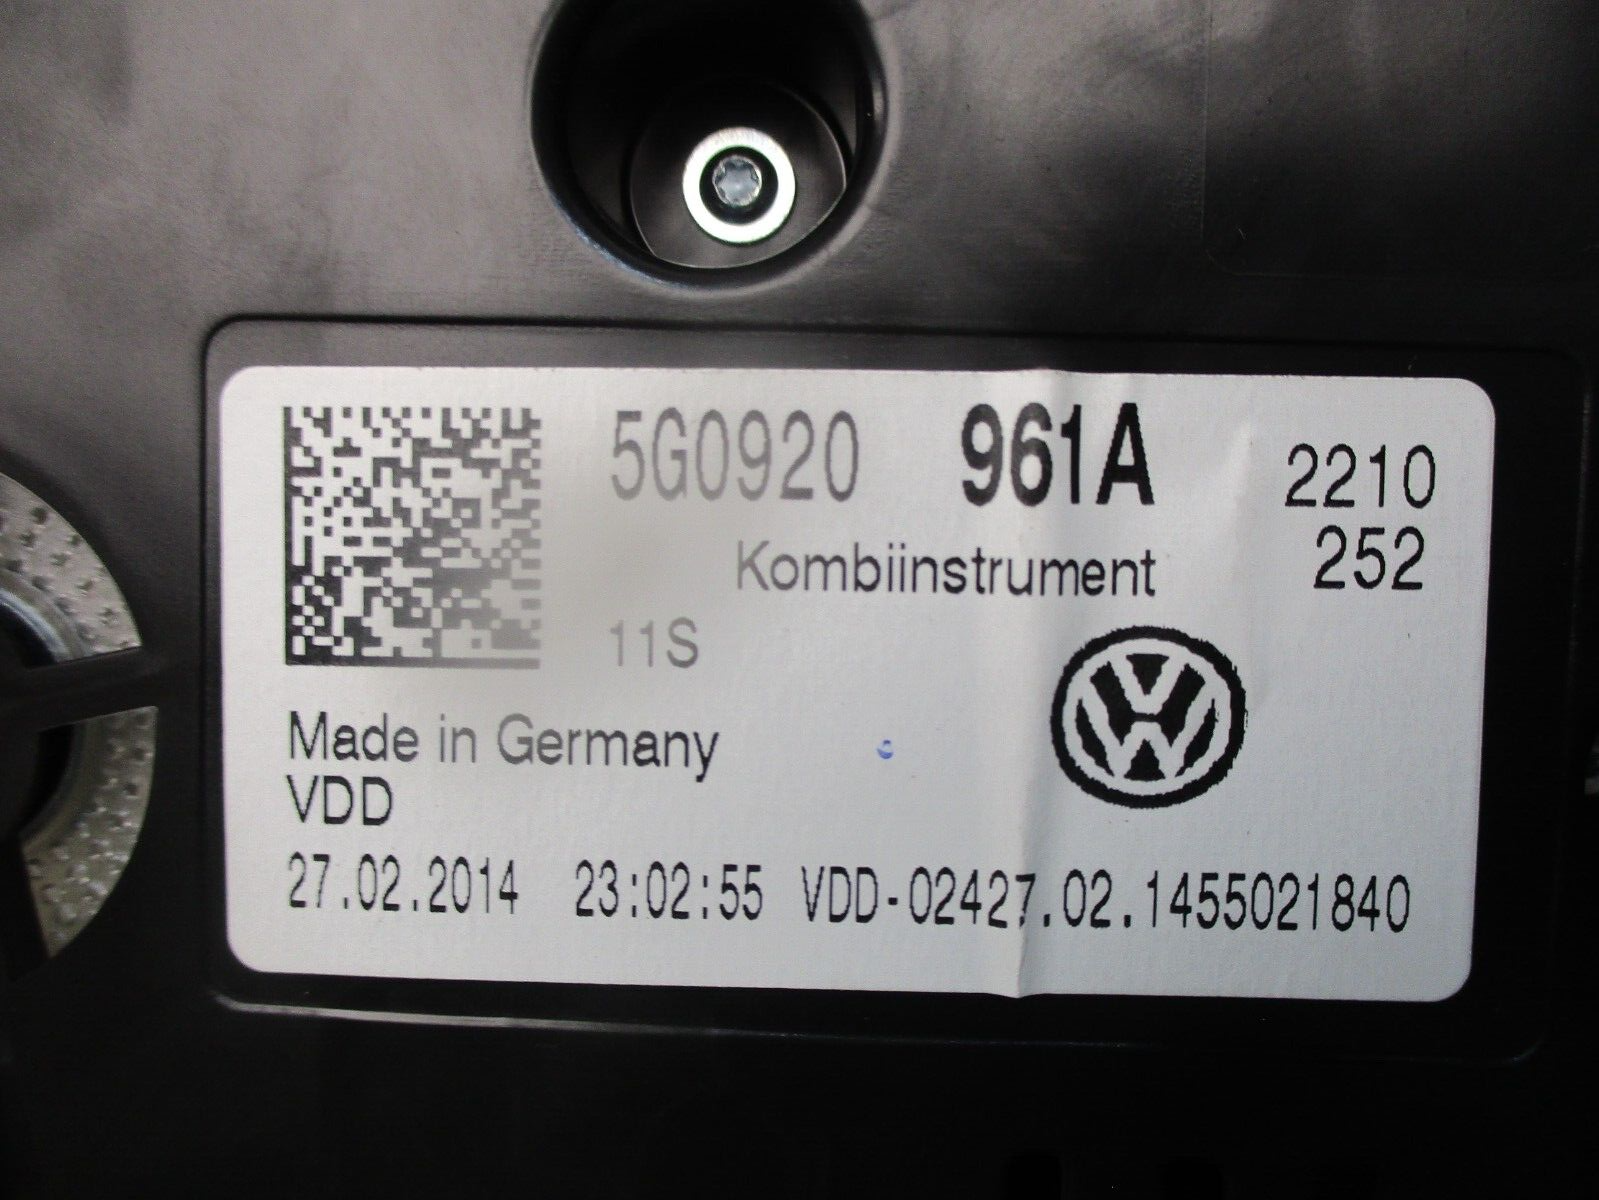 5G0920 961A 2210
Kombiinstrument 252
11S
Made in Germany
VDD
27.02.2014 23:02:55 VDD-02427.02.1455021840